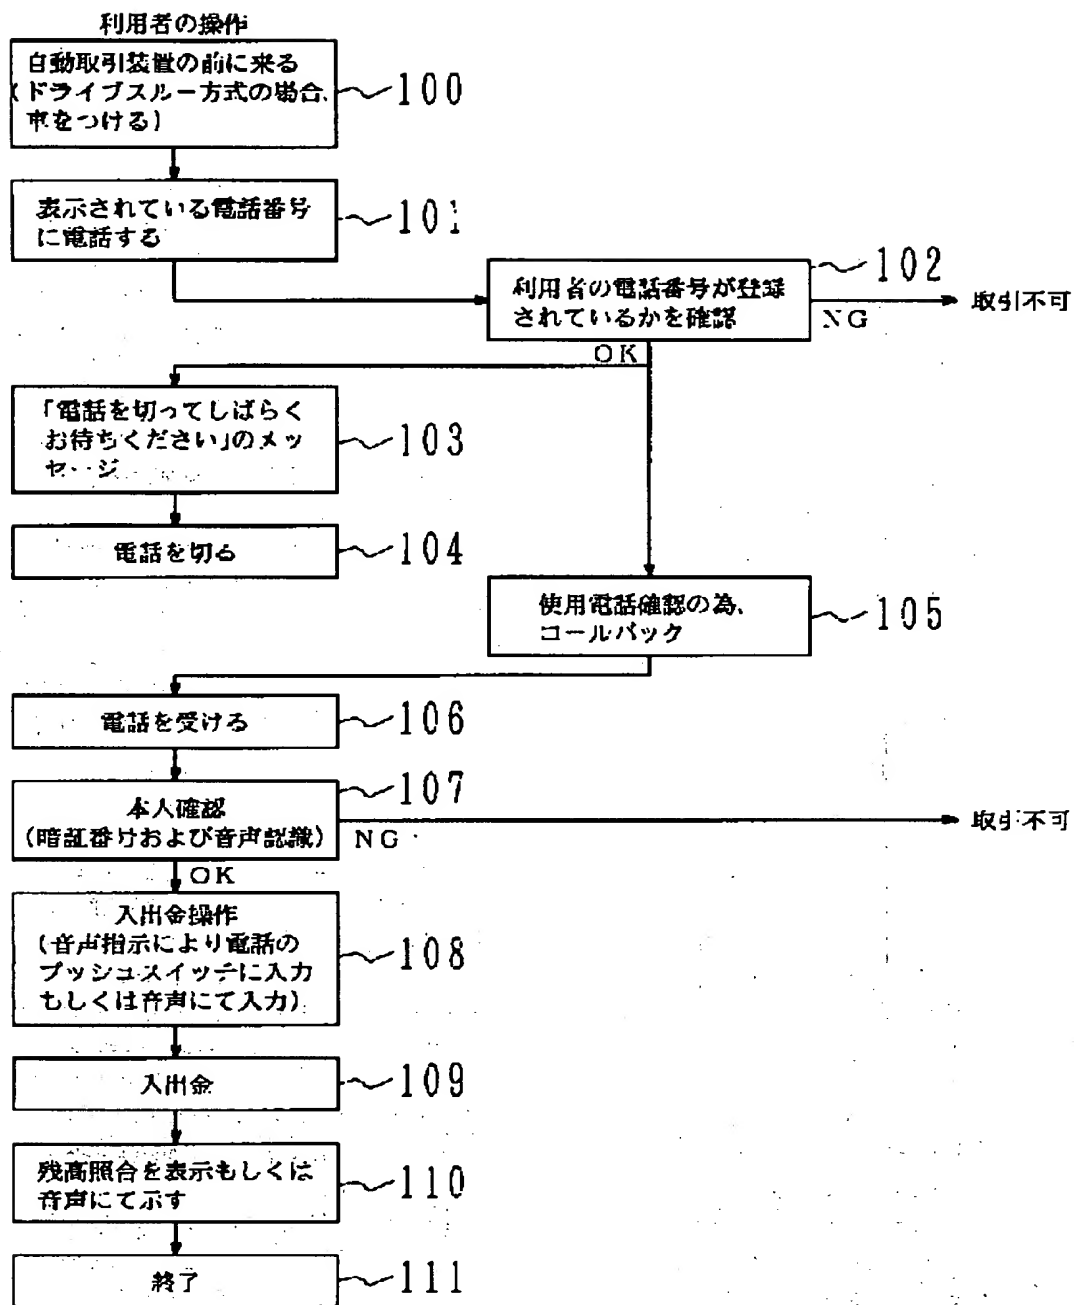 利用者の操作
自動取引装置の前に来る
(ドライブスルー方式の場合、
車をつける)
100
表示されている電話番号
に電話する
101
利用者の電話番号が登録
されているかを確認
102
NG
取引不可
OK
「電話を切ってしばらく
お待ちください」のメッ
セージ
103
電話を切る
104
使用電話確認の為、
コールバック
105
電話を受ける
106
本人確認
(暗証番号および音声認識)
107
NG
取引不可
OK
入出金操作
(音声指示により電話の
プッシュスイッチに入力
もしくは音声にて入力)
108
入出金
109
残高照合を表示もしくは
音声にて示す
110
終了
111